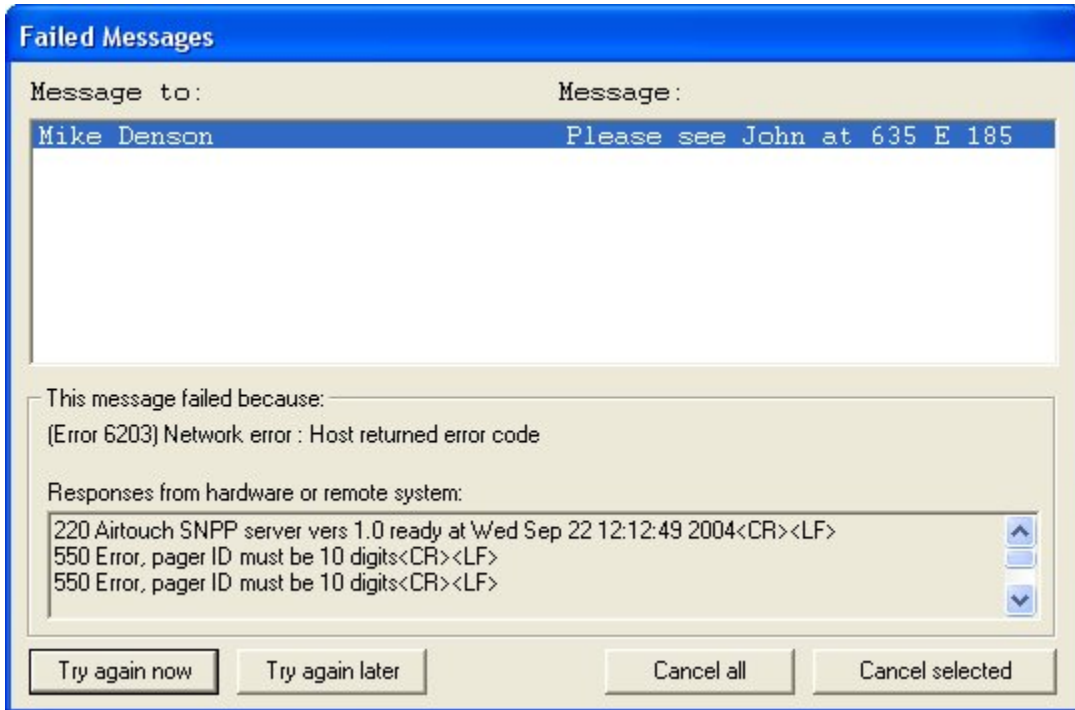 Failed Messages
Message to: Message:
Mike Denson Please see John at 635 E 185
This message failed because:
(Error 6203) Network error : Host returned error code
Responses from hardware or remote system:
220 Airtouch SNPP server vers 1.0 ready at Wed Sep 22 12:12:49 2004<CR><LF>
550 Error, pager ID must be 10 digits<CR><LF>
550 Error, pager ID must be 10 digits<CR><LF>
Try again now Try again later Cancel all Cancel selected